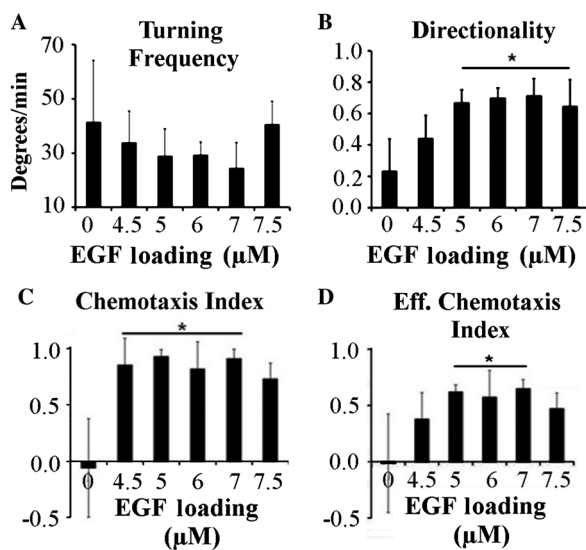 A
Turning
Frequency
Degrees/min
70
50
30
10
0 4.5 5 6 7 7.5
EGF loading (µM)
B
Directionality
*
1.0
0.8
0.6
0.4
0.2
0.0
0 4.5 5 6 7 7.5
EGF loading (µM)
C
Chemotaxis Index
*
1.0
0.5
0.0
-0.5
0 4.5 5 6 7 7.5
EGF loading
(µM)
D
Eff. Chemotaxis
Index
*
1.0
0.5
0.0
-0.5
0 4.5 5 6 7 7.5
EGF loading
(µM)